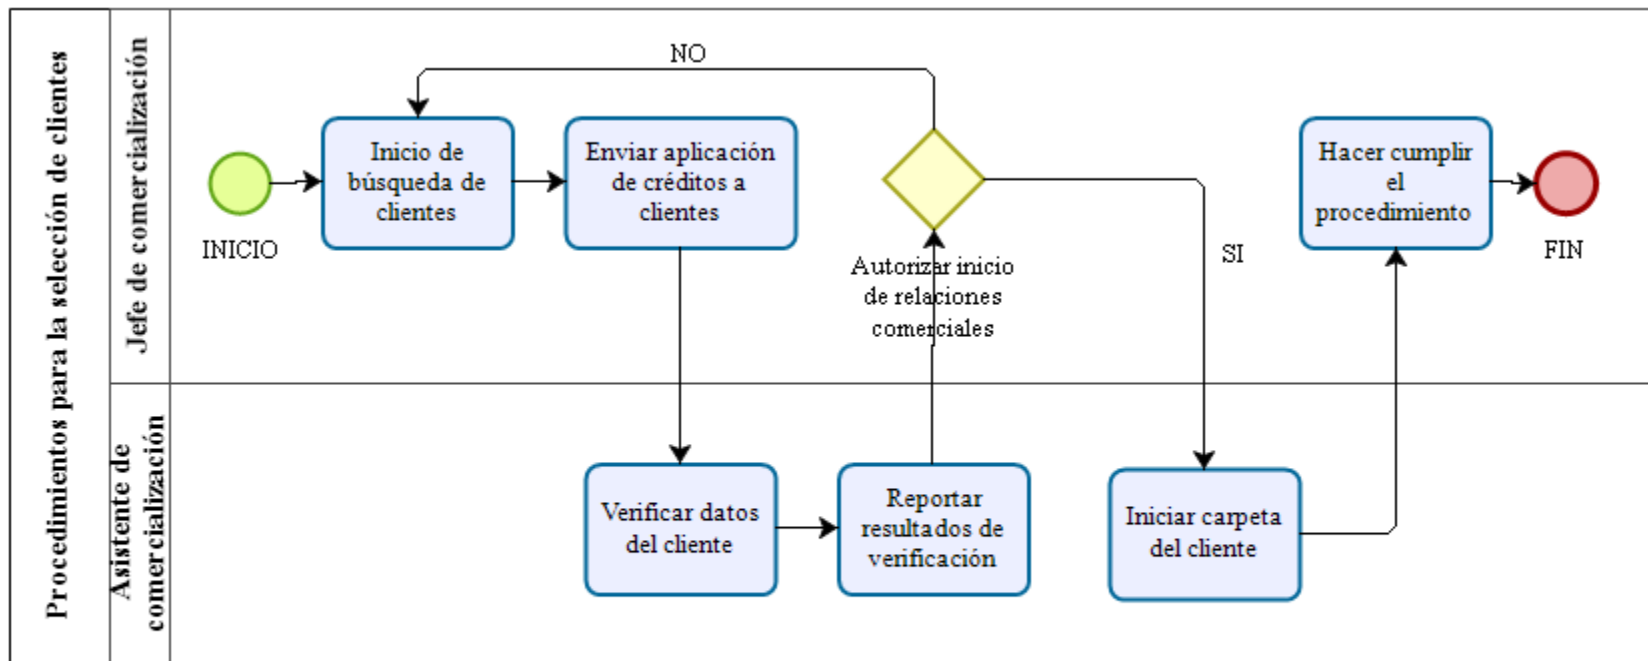 Procedimientos para la selección de clientes
Jefe de comercialización
NO
INICIO
Inicio de
búsqueda de
clientes
Enviar aplicación
de créditos a
clientes
Autorizar inicio
de relaciones
comerciales
SI
Hacer cumplir
el
procedimiento
FIN
Asistente de
comercialización
Verificar datos
del cliente
Reportar
resultados de
verificación
Iniciar carpeta
del cliente